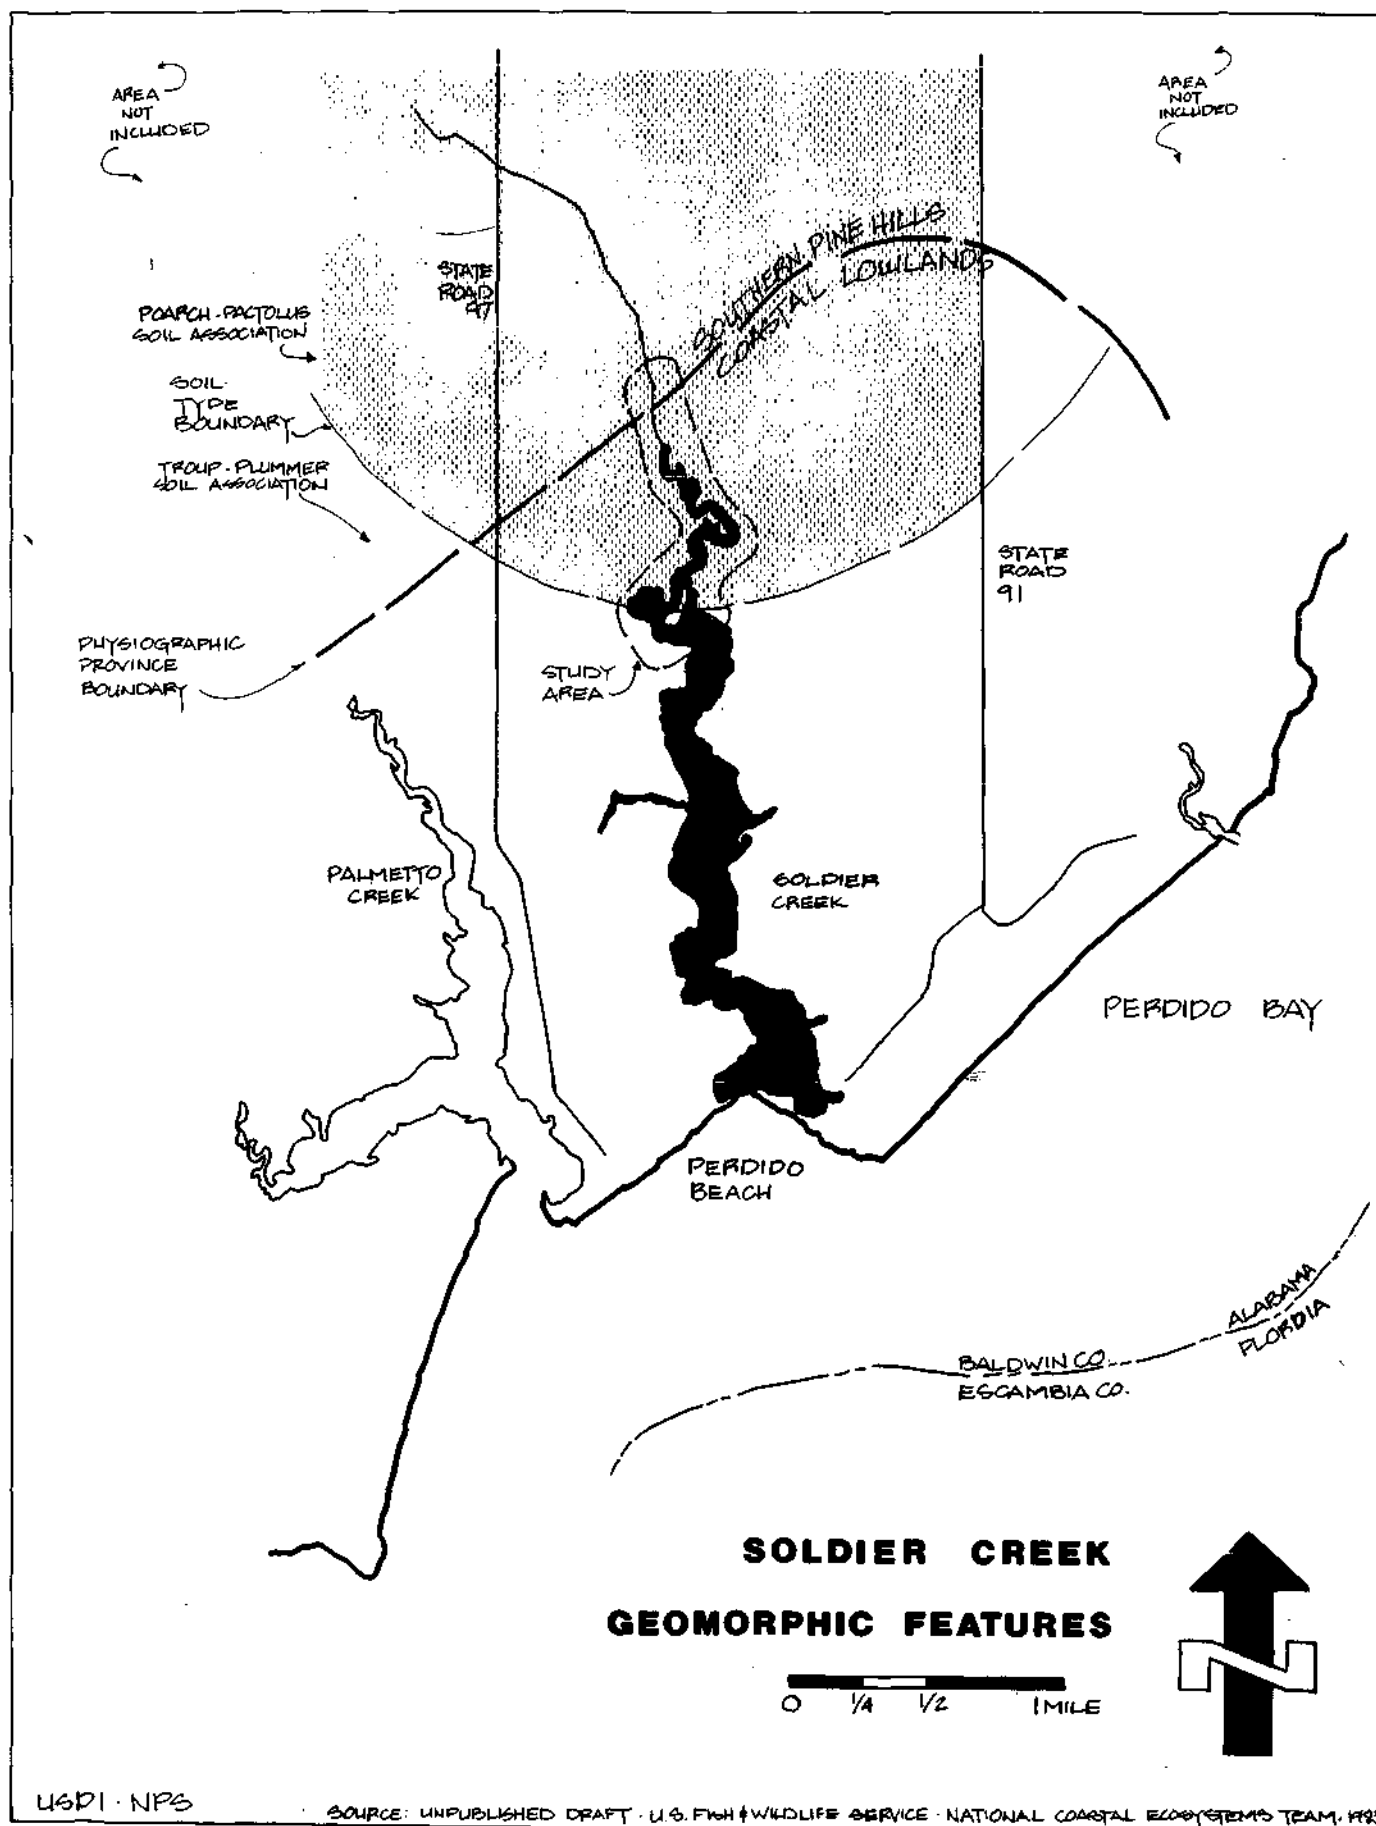 AREA
NOT
INCLUDED
AREA
NOT
INCLUDED
SOUTHERN PINE HILLS
COASTAL LOWLANDS
STATE
ROAD
97
POARCH-PACTOLUS
SOIL ASSOCIATION
SOIL
TYPE
BOUNDARY
TROUP-PLUMMER
SOIL ASSOCIATION
STATE
ROAD
91
PHYSIOGRAPHIC
PROVINCE
BOUNDARY
STUDY
AREA
PALMETTO
CREEK
SOLDIER
CREEK
PERDIDO BAY
PERDIDO
BEACH
ALABAMA
FLORDIA
BALDWIN CO.
ESCAMBIA CO.
SOLDIER CREEK
GEOMORPHIC FEATURES
0 1/4 1/2 1 MILE
N
USDI · NPS
SOURCE: UNPUBLISHED DRAFT · U.S. FISH & WILDLIFE SERVICE · NATIONAL COASTAL ECOSYSTEMS TEAM,